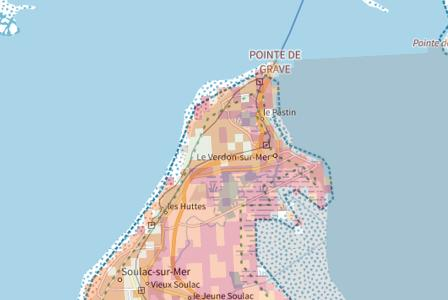 POINTE DE
GRAVE
Pointe de
le Pastin
Le Verdon-sur-Mer
les Huttes
Soulac-sur-Mer
Vieux Soulac
le Jeune Soulac